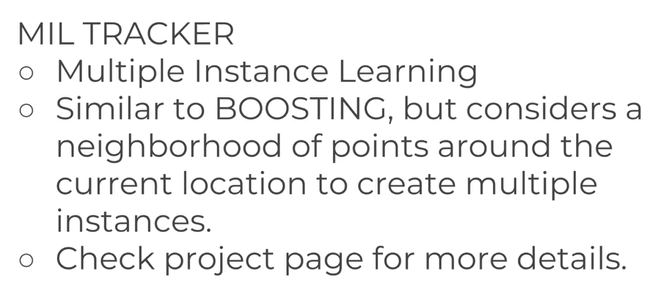 MIL TRACKER
○ Multiple Instance Learning
○ Similar to BOOSTING, but considers a
neighborhood of points around the
current location to create multiple
instances.
○ Check project page for more details.